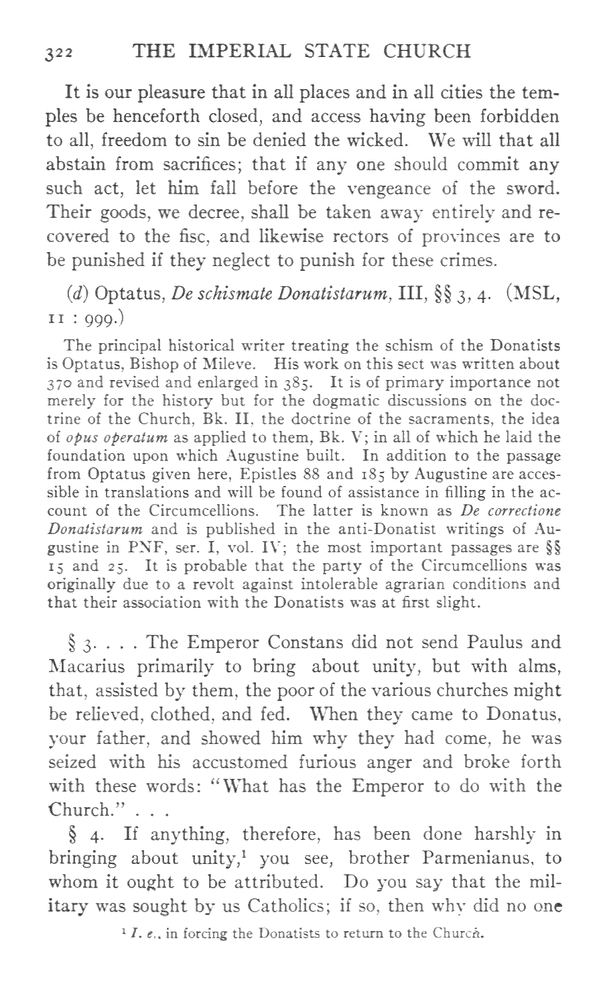 322 THE IMPERIAL STATE CHURCH
It is our pleasure that in all places and in all cities the tem-
ples be henceforth closed, and access having been forbidden
to all, freedom to sin be denied the wicked. We will that all
abstain from sacrifices; that if any one should commit any
such act, let him fall before the vengeance of the sword.
Their goods, we decree, shall be taken away entirely and re-
covered to the fisc, and likewise rectors of provinces are to
be punished if they neglect to punish for these crimes.
(d) Optatus, De schismate Donatistarum, III, §§ 3, 4. (MSL,
11 : 999.)
The principal historical writer treating the schism of the Donatists
is Optatus, Bishop of Mileve. His work on this sect was written about
370 and revised and enlarged in 385. It is of primary importance not
merely for the history but for the dogmatic discussions on the doc-
trine of the Church, Bk. II, the doctrine of the sacraments, the idea
of opus operatum as applied to them, Bk. V; in all of which he laid the
foundation upon which Augustine built. In addition to the passage
from Optatus given here, Epistles 88 and 185 by Augustine are acces-
sible in translations and will be found of assistance in filling in the ac-
count of the Circumcellions. The latter is known as De correctione
Donatistarum and is published in the anti-Donatist writings of Au-
gustine in PNF, ser. I, vol. IV; the most important passages are §§
15 and 25. It is probable that the party of the Circumcellions was
originally due to a revolt against intolerable agrarian conditions and
that their association with the Donatists was at first slight.
§ 3. . . . The Emperor Constans did not send Paulus and
Macarius primarily to bring about unity, but with alms,
that, assisted by them, the poor of the various churches might
be relieved, clothed, and fed. When they came to Donatus,
your father, and showed him why they had come, he was
seized with his accustomed furious anger and broke forth
with these words: "What has the Emperor to do with the
Church." . . .
§ 4. If anything, therefore, has been done harshly in
bringing about unity,¹ you see, brother Parmenianus, to
whom it ought to be attributed. Do you say that the mil-
itary was sought by us Catholics; if so, then why did no one
¹ I. e., in forcing the Donatists to return to the Church.